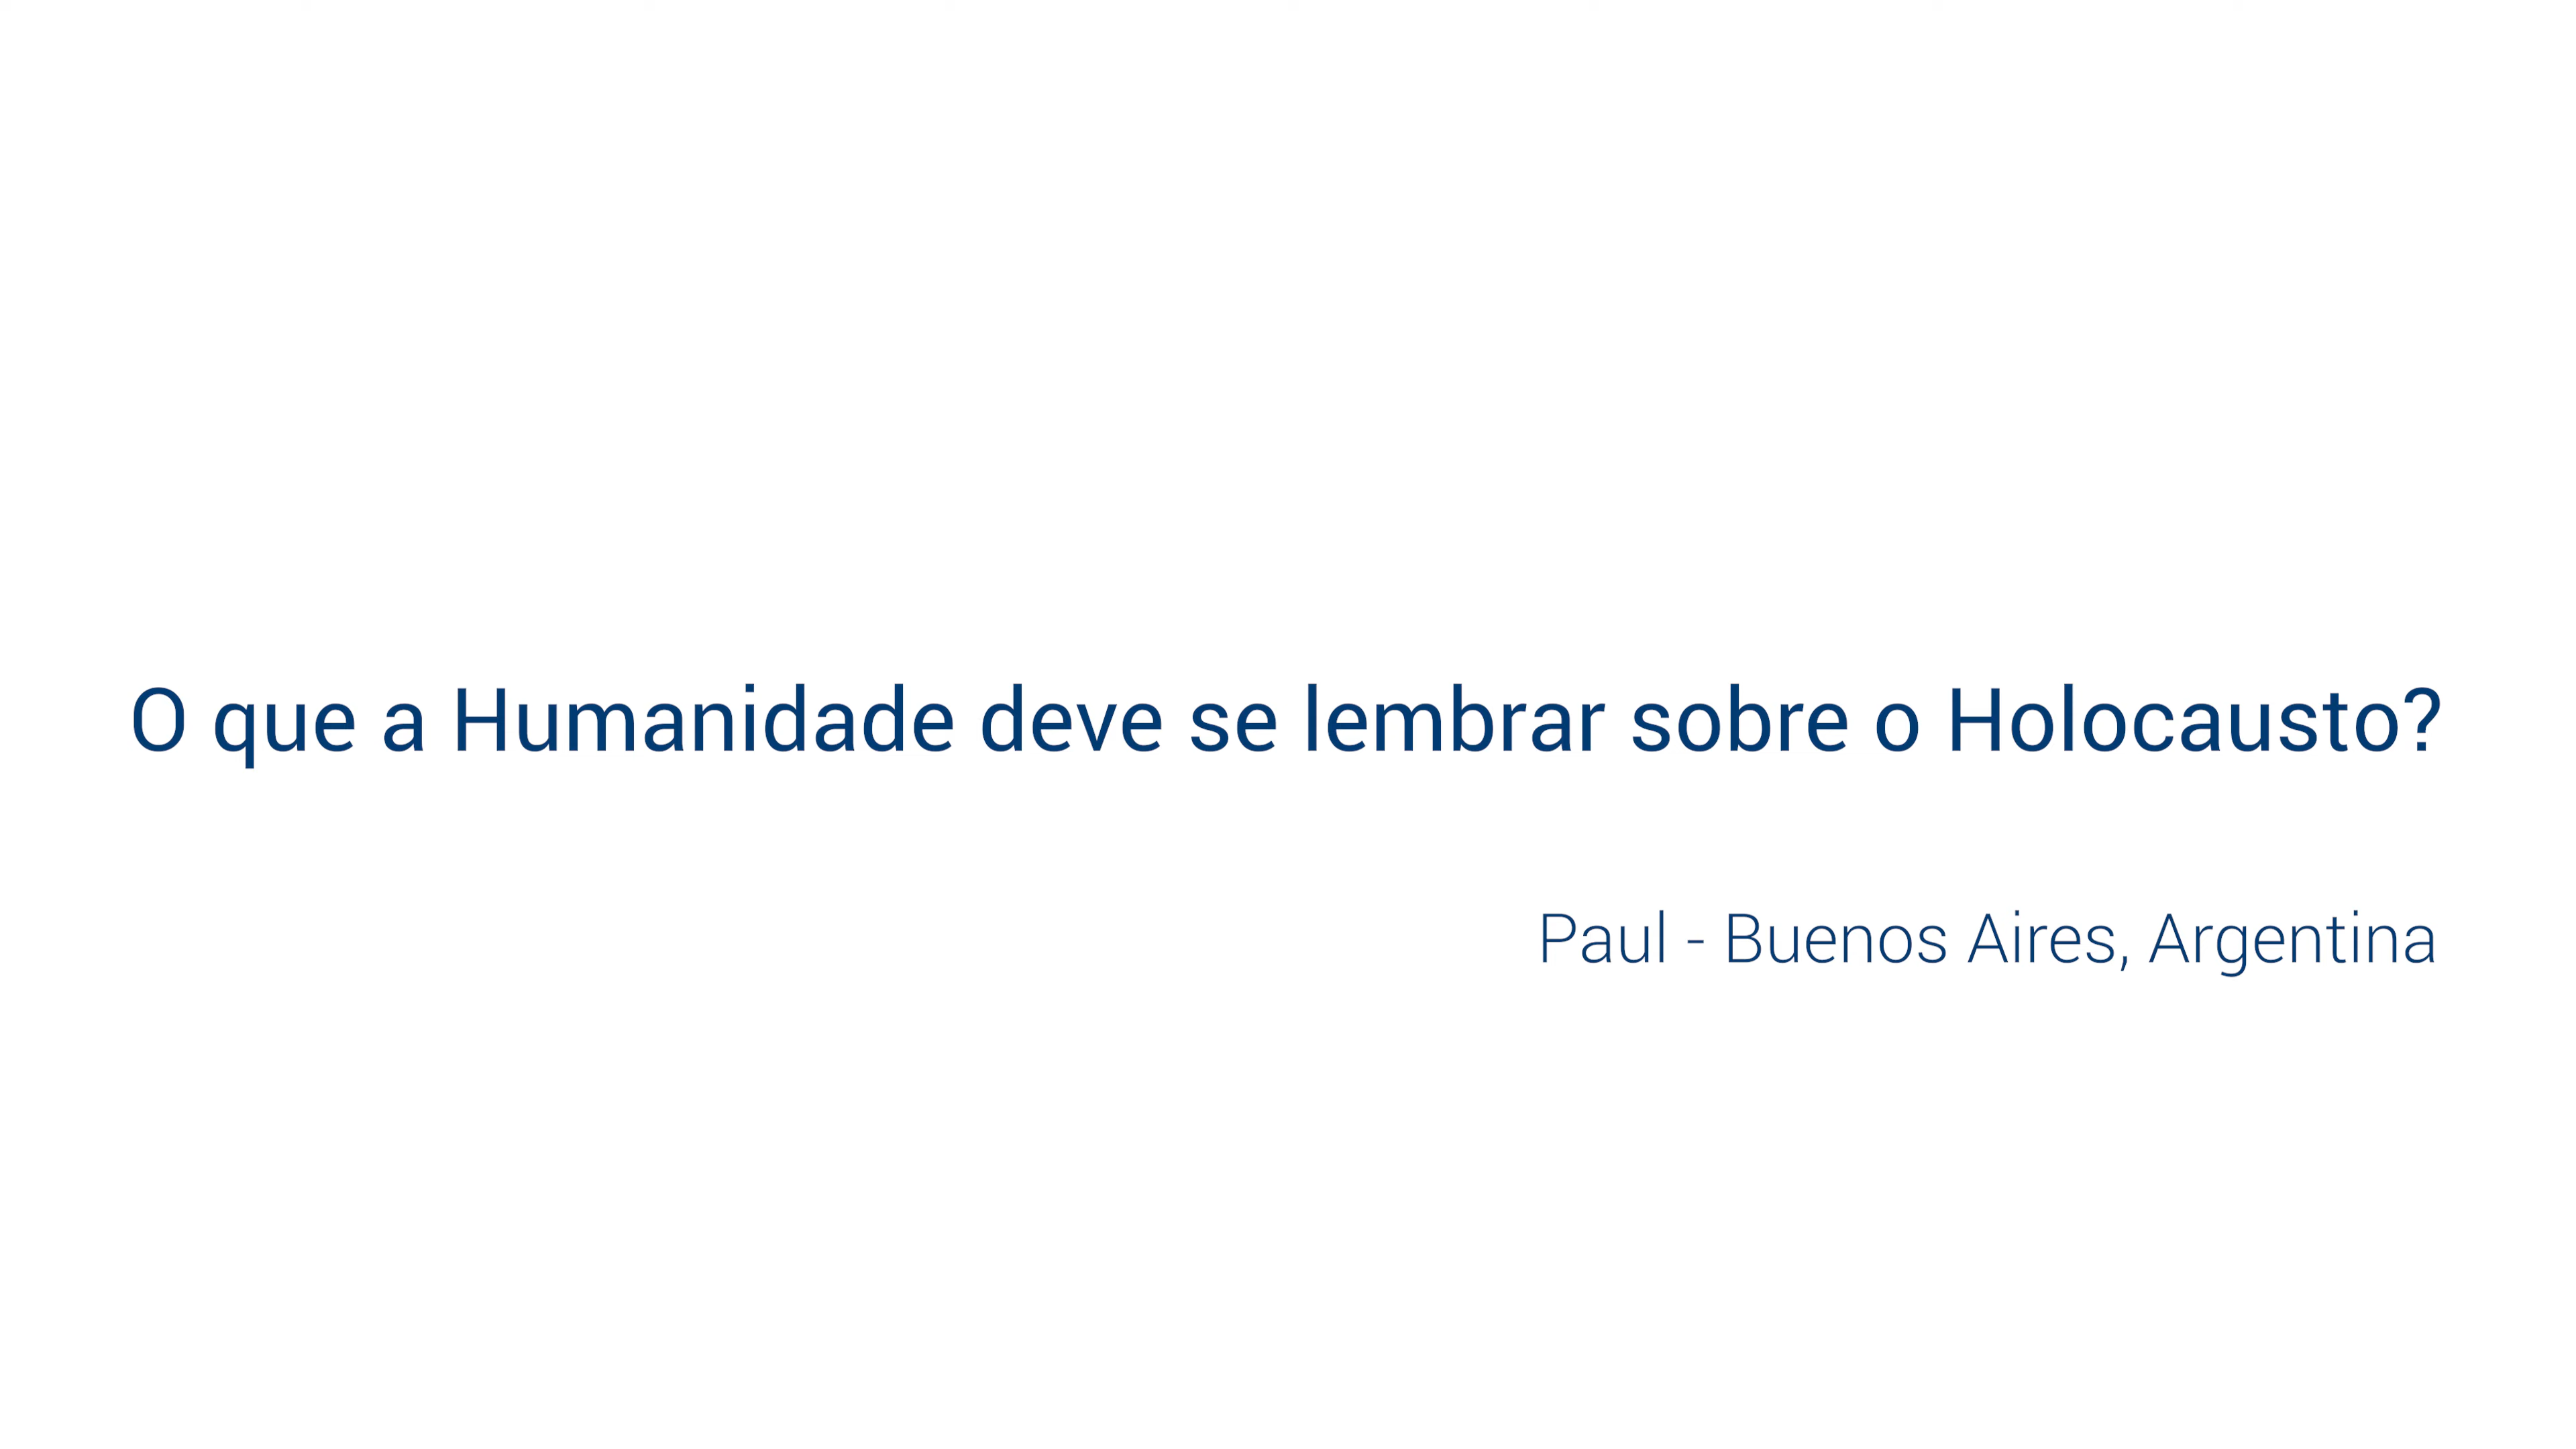 O que a Humanidade deve se lembrar sobre o Holocausto?
Paul - Buenos Aires, Argentina